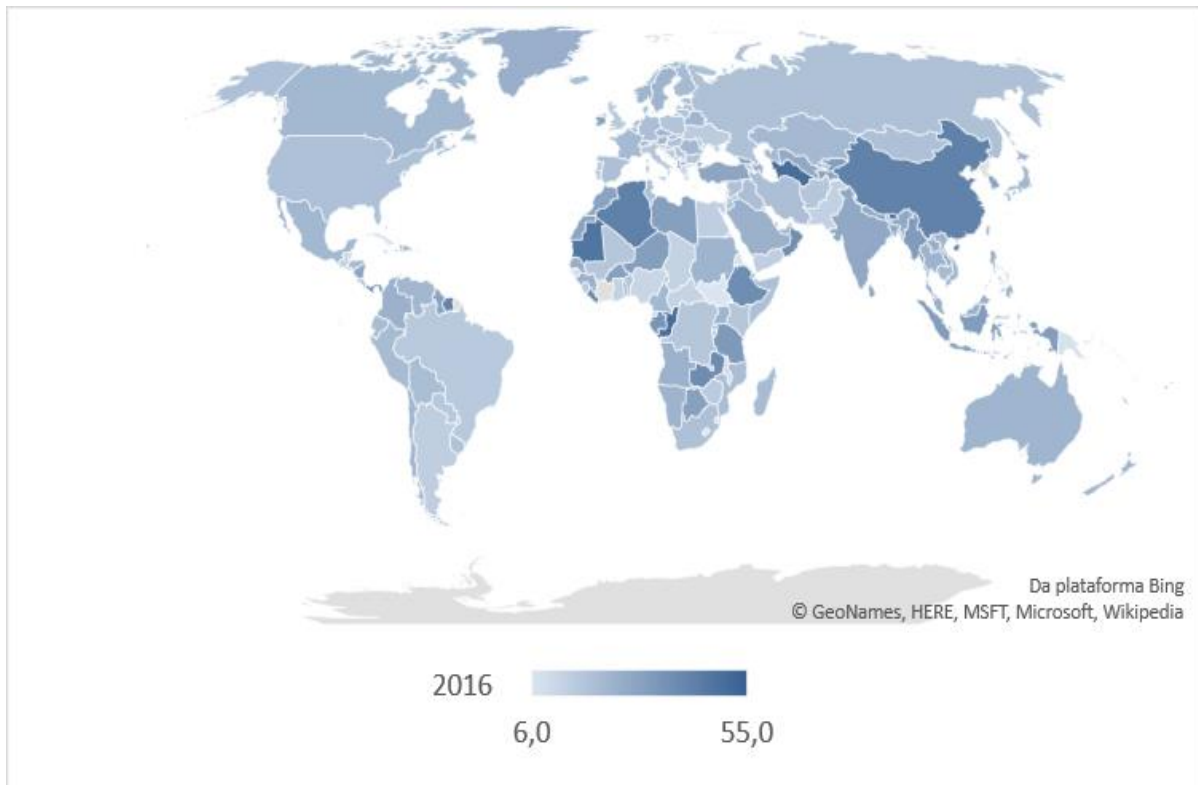 Da plataforma Bing
© GeoNames, HERE, MSFT, Microsoft, Wikipedia
2016
6,0 55,0